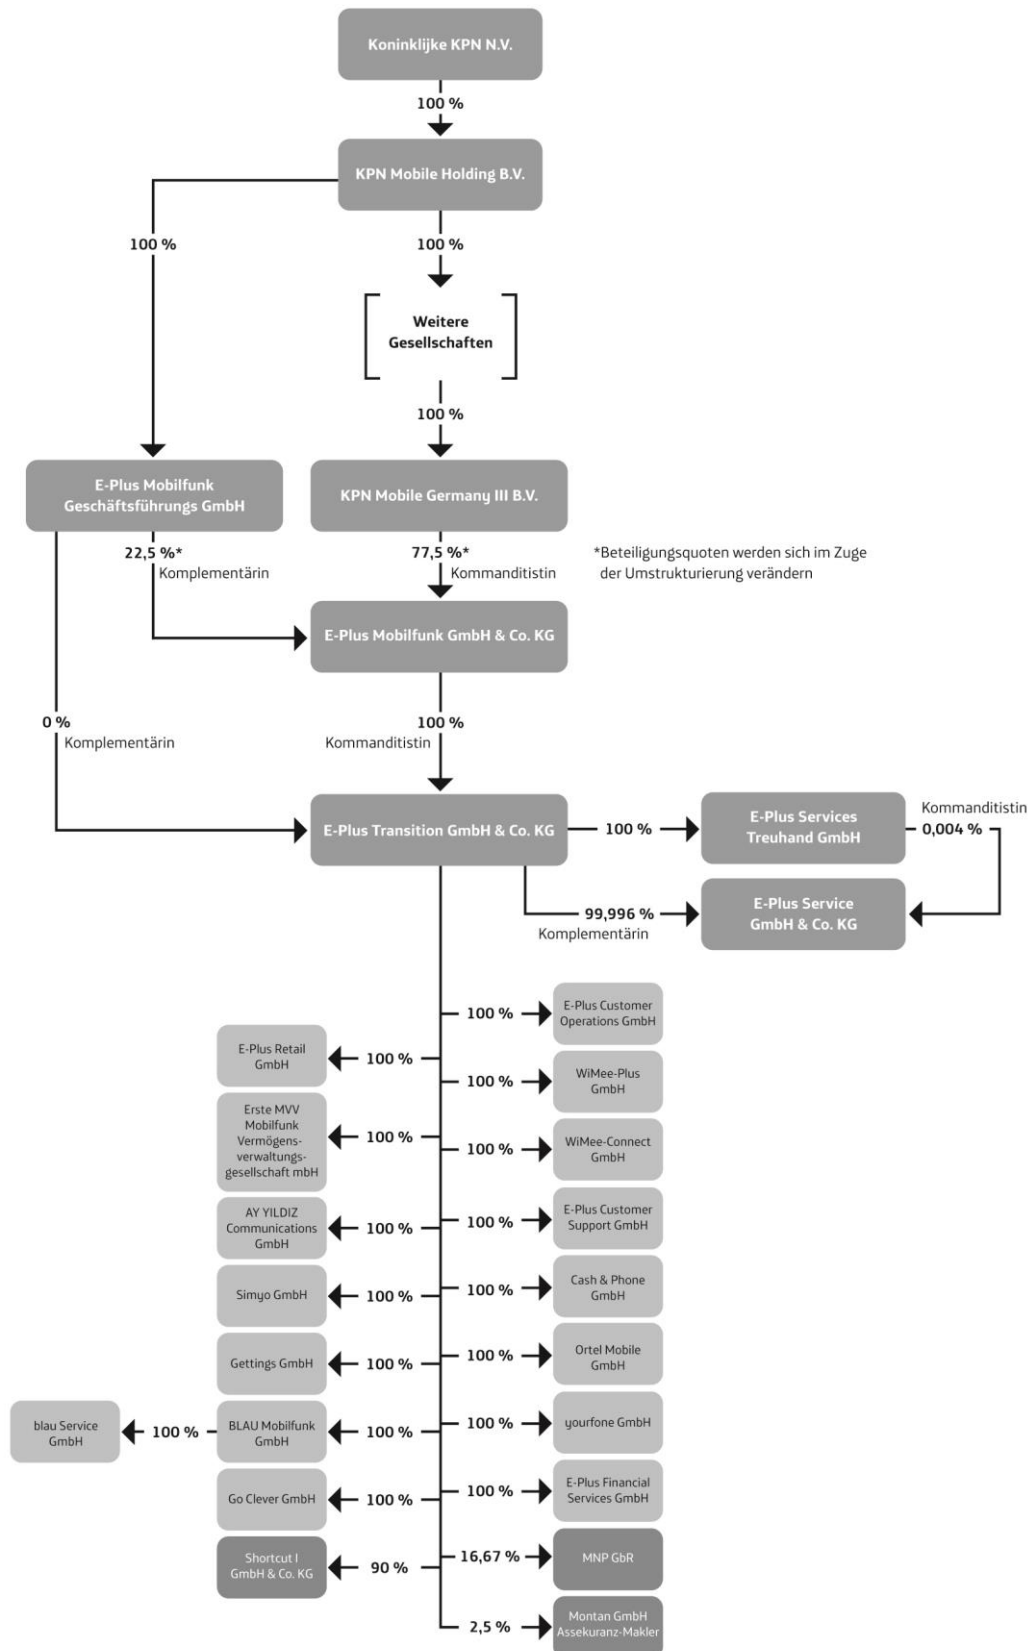 Koninklijke KPN N.V.
100 %
KPN Mobile Holding B.V.
100 %
100 %
Weitere
Gesellschaften
100 %
E-Plus Mobilfunk
Geschäftsführungs GmbH
KPN Mobile Germany III B.V.
22,5 %*
Komplementärin
77,5 %*
Kommanditistin
*Beteiligungsquoten werden sich im Zuge
der Umstrukturierung verändern
E-Plus Mobilfunk GmbH & Co. KG
0 %
Komplementärin
100 %
Kommanditistin
E-Plus Transition GmbH & Co. KG
100 %
E-Plus Services
Treuhand GmbH
Kommanditistin
0,004 %
99,996 %
Komplementärin
E-Plus Service
GmbH & Co. KG
100 %
E-Plus Customer
Operations GmbH
E-Plus Retail
GmbH
100 %
100 %
WiMee-Plus
GmbH
Erste MVV
Mobilfunk
Vermögens-
verwaltungs-
gesellschaft mbH
100 %
100 %
WiMee-Connect
GmbH
AY YILDIZ
Communications
GmbH
100 %
100 %
E-Plus Customer
Support GmbH
Simyo GmbH
100 %
100 %
Cash & Phone
GmbH
Gettings GmbH
100 %
100 %
Ortel Mobile
GmbH
blau Service
GmbH
100 %
BLAU Mobilfunk
GmbH
100 %
100 %
yourfone GmbH
Go Clever GmbH
100 %
100 %
E-Plus Financial
Services GmbH
Shortcut I
GmbH & Co. KG
90 %
16,67 %
MNP GbR
2,5 %
Montan GmbH
Assekuranz-Makler